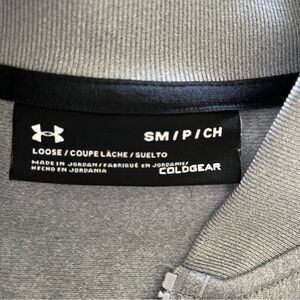 SM / P / CH
LOOSE / COUPE LÂCHE / SUELTO
MADE IN JORDAN / FABRIQUÉ EN JORDANIE /
HECHO EN JORDANIA
COLDGEAR